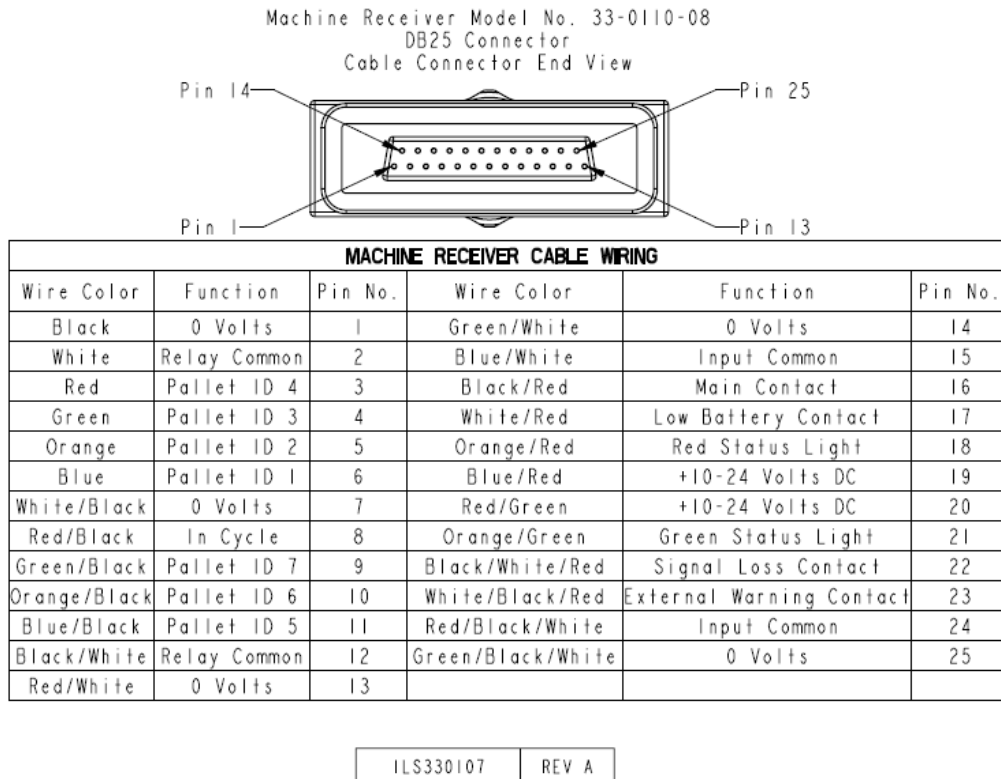 Machine Receiver Model No. 33-0110-08
DB25 Connector
Cable Connector End View
Pin 14 Pin 25
Pin 1 Pin 13
MACHINE RECEIVER CABLE WIRING
Wire Color Function Pin No. Wire Color Function Pin No.
Black 0 Volts 1 Green/White 0 Volts 14
White Relay Common 2 Blue/White Input Common 15
Red Pallet ID 4 3 Black/Red Main Contact 16
Green Pallet ID 3 4 White/Red Low Battery Contact 17
Orange Pallet ID 2 5 Orange/Red Red Status Light 18
Blue Pallet ID 1 6 Blue/Red +10-24 Volts DC 19
White/Black 0 Volts 7 Red/Green +10-24 Volts DC 20
Red/Black In Cycle 8 Orange/Green Green Status Light 21
Green/Black Pallet ID 7 9 Black/White/Red Signal Loss Contact 22
Orange/Black Pallet ID 6 10 White/Black/Red External Warning Contact 23
Blue/Black Pallet ID 5 11 Red/Black/White Input Common 24
Black/White Relay Common 12 Green/Black/White 0 Volts 25
Red/White 0 Volts 13
ILS330107 REV A